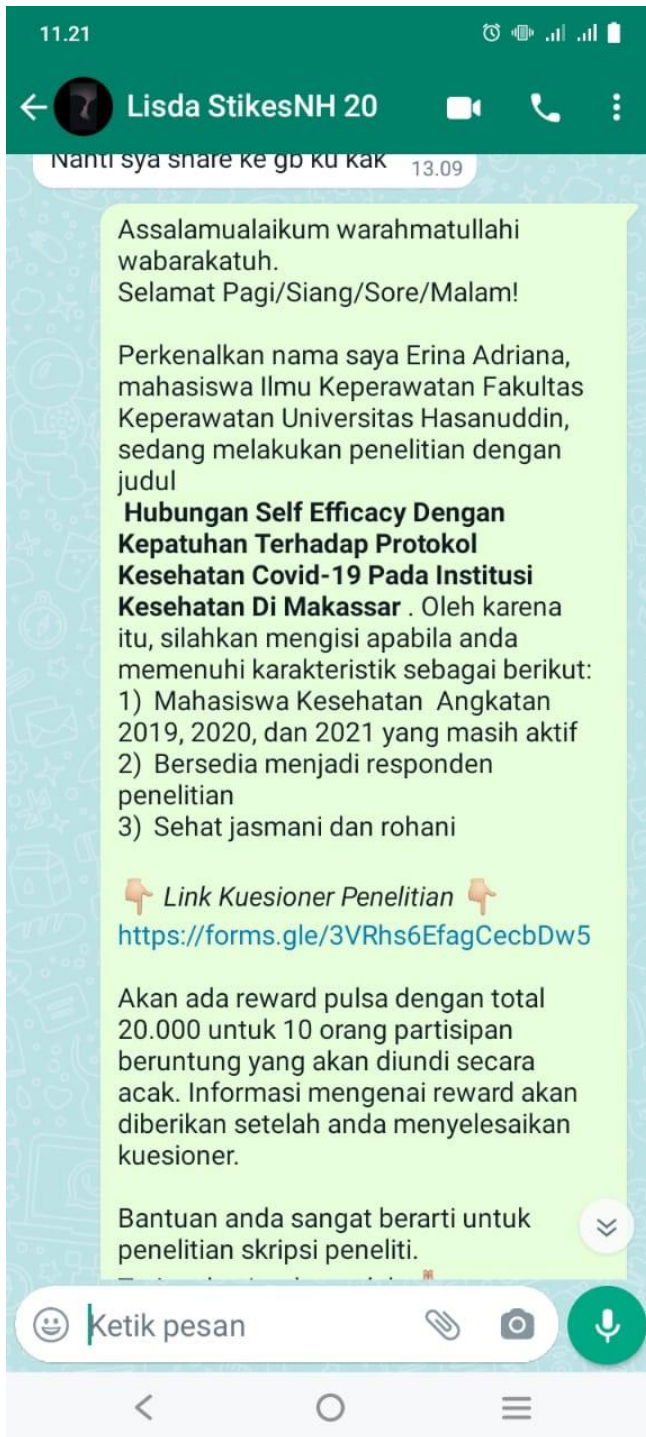 11.21
Lisda StikesNH 20
Nanti sya share ke gb ku kak 13.09
Assalamualaikum warahmatullahi
wabarakatuh.
Selamat Pagi/Siang/Sore/Malam!
Perkenalkan nama saya Erina Adriana,
mahasiswa Ilmu Keperawatan Fakultas
Keperawatan Universitas Hasanuddin,
sedang melakukan penelitian dengan
judul
Hubungan Self Efficacy Dengan
Kepatuhan Terhadap Protokol
Kesehatan Covid-19 Pada Institusi
Kesehatan Di Makassar . Oleh karena
itu, silahkan mengisi apabila anda
memenuhi karakteristik sebagai berikut:
1) Mahasiswa Kesehatan Angkatan
2019, 2020, dan 2021 yang masih aktif
2) Bersedia menjadi responden
penelitian
3) Sehat jasmani dan rohani
👇 Link Kuesioner Penelitian 👇
https://forms.gle/3VRhs6EfagCecbDw5
Akan ada reward pulsa dengan total
20.000 untuk 10 orang partisipan
beruntung yang akan diundi secara
acak. Informasi mengenai reward akan
diberikan setelah anda menyelesaikan
kuesioner.
Bantuan anda sangat berarti untuk
penelitian skripsi peneliti.
Ketik pesan